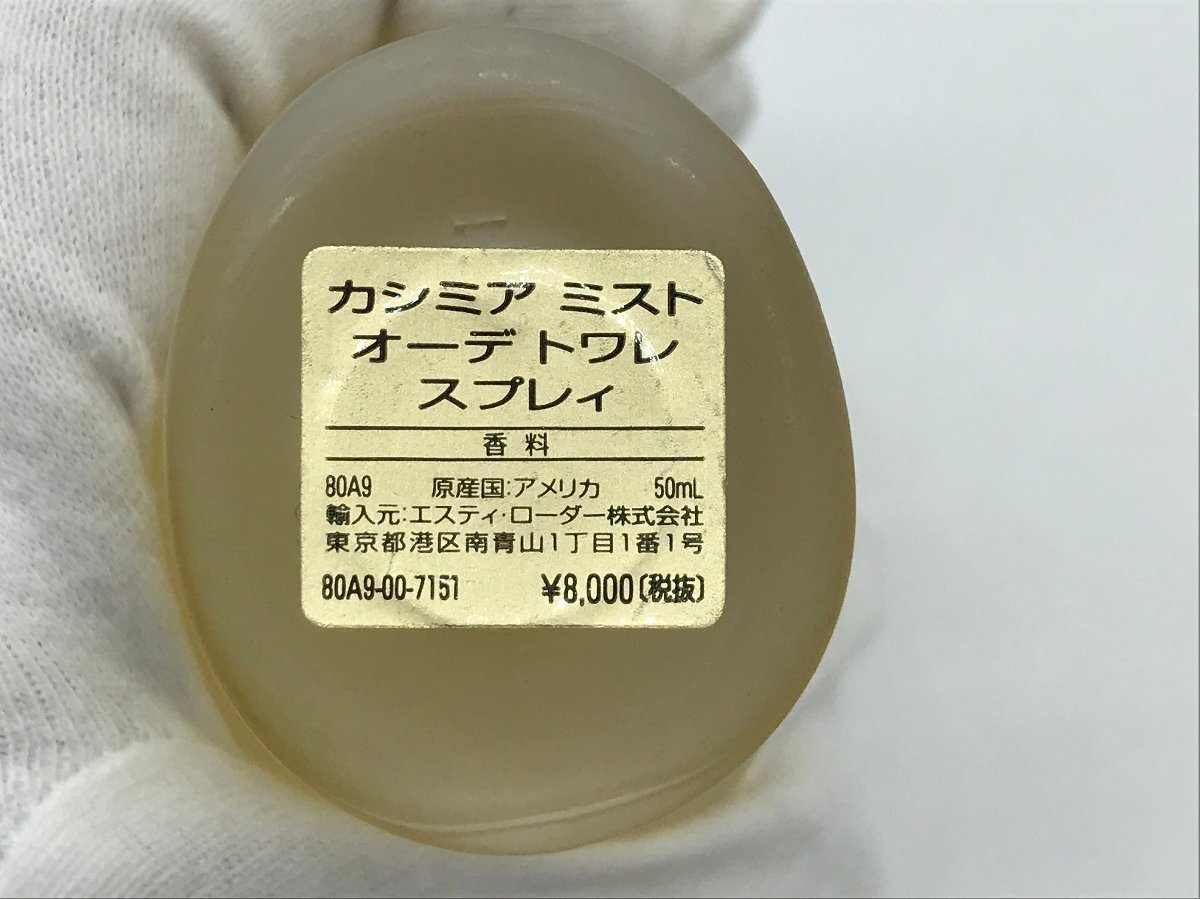 カシミア ミスト
オーデ トワレ
スプレィ
香 料
80A9 原産国:アメリカ 50mL
輸入元:エスティ・ローダー株式会社
東京都港区南青山1丁目1番1号
80A9-00-7151 ¥8,000〔税抜〕